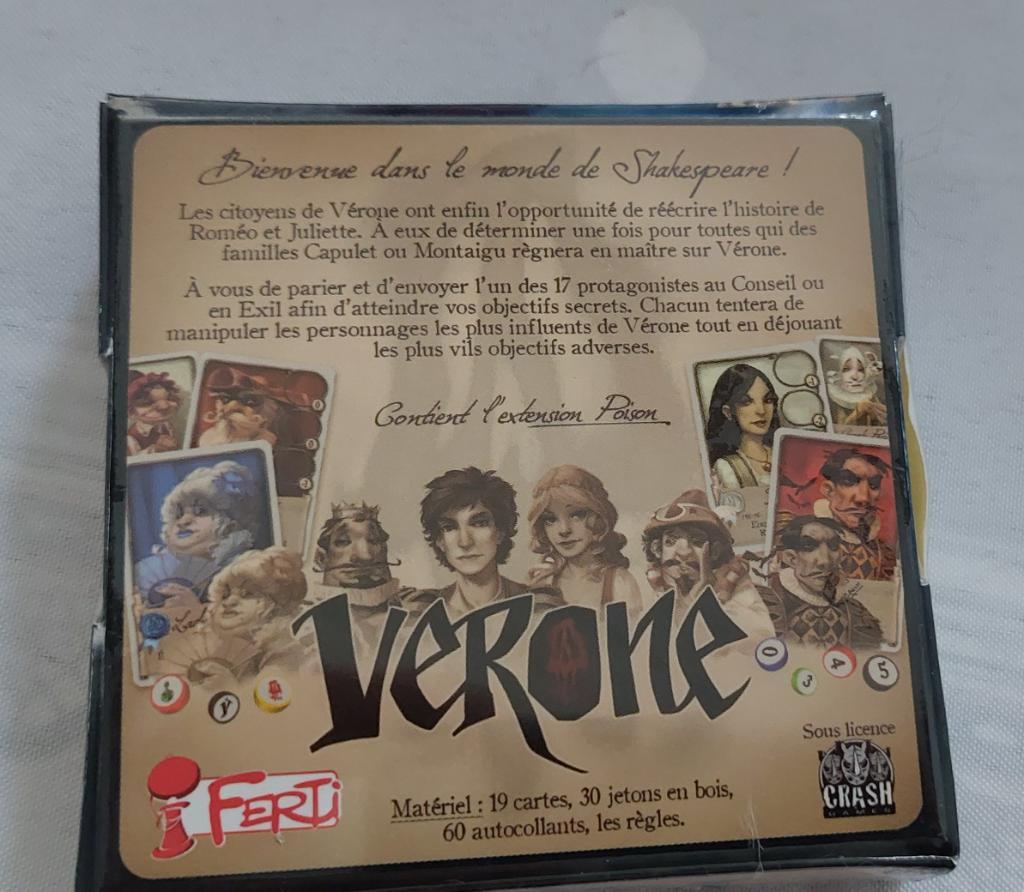 Bienvenue dans le monde de Shakespeare !
Les citoyens de Vérone ont enfin l'opportunité de réécrire l'histoire de
Roméo et Juliette. À eux de déterminer une fois pour toutes qui des
familles Capulet ou Montaigu règnera en maître sur Vérone.
À vous de parier et d'envoyer l'un des 17 protagonistes au Conseil ou
en Exil afin d'atteindre vos objectifs secrets. Chacun tentera de
manipuler les personnages les plus influents de Vérone tout en déjouant
les plus vils objectifs adverses.
Contient l'extension Poison
VERONE
0
3
4
5
Sous licence
CRASH
GAMES
FERTI
Matériel : 19 cartes, 30 jetons en bois,
60 autocollants, les règles.